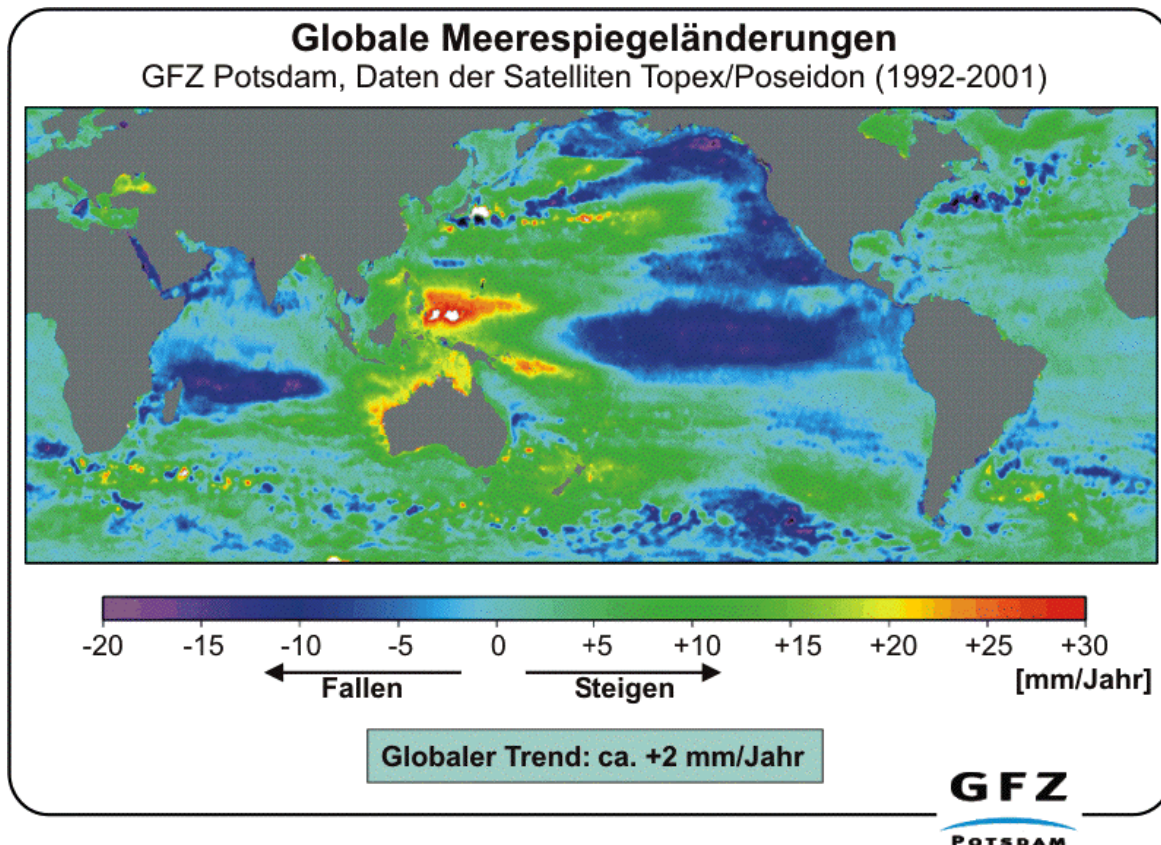 Globale Meerespiegeländerungen
GFZ Potsdam, Daten der Satelliten Topex/Poseidon (1992-2001)
-20 -15 -10 -5 0 +5 +10 +15 +20 +25 +30
Fallen Steigen [mm/Jahr]
Globaler Trend: ca. +2 mm/Jahr
GFZ
POTSDAM